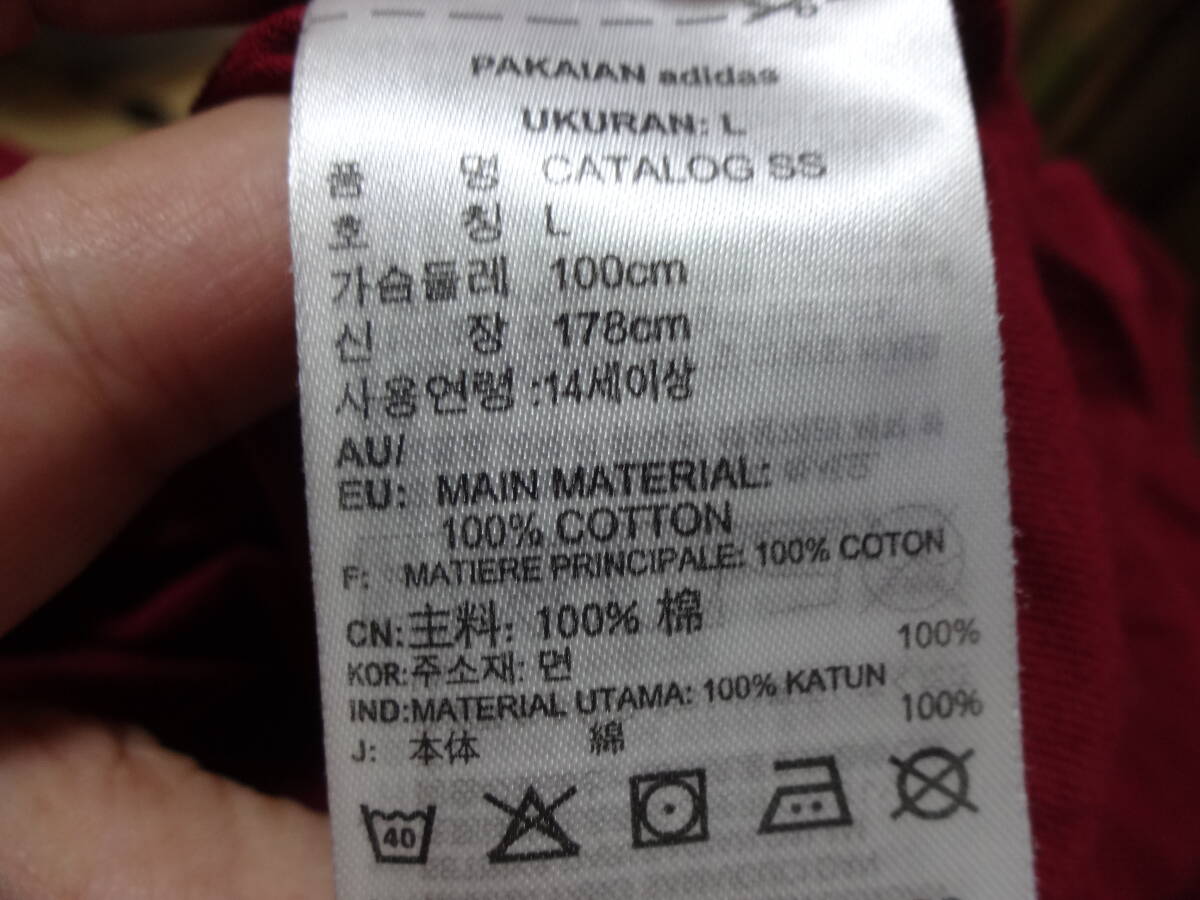 PAKAIAN adidas
UKURAN: L
품 명 CATALOG SS
호 칭 L
가슴둘레 100cm
신 장 178cm
사용연령 :14세이상
AU/
EU: MAIN MATERIAL:
100% COTTON
F: MATIERE PRINCIPALE: 100% COTON
CN:主料: 100% 棉
KOR:주소재: 면 100%
IND:MATERIAL UTAMA: 100% KATUN
J: 本体 綿 100%
40